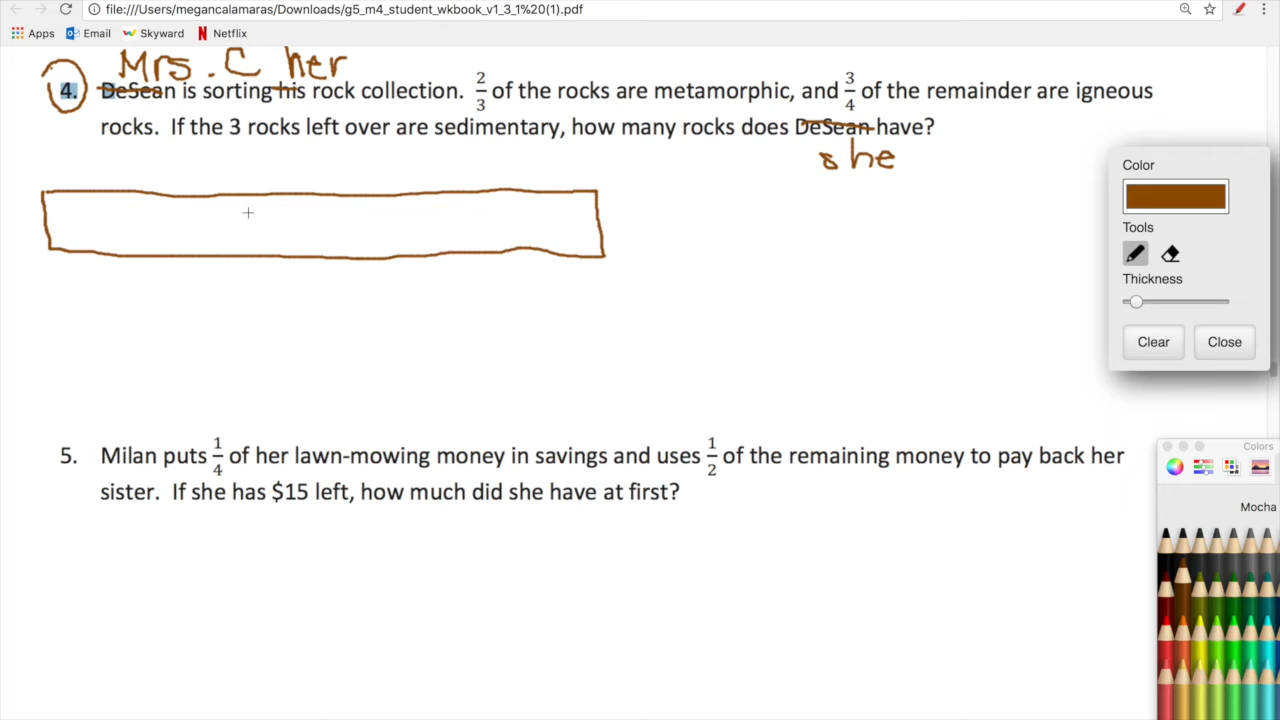 file:///Users/megancalamaras/Downloads/g5_m4_student_wkbook_v1_3_1%20(1).pdf
Apps Email Skyward Netflix
Mrs. C her
4. DeSean is sorting his rock collection. 2/3 of the rocks are metamorphic, and 3/4 of the remainder are igneous
rocks. If the 3 rocks left over are sedimentary, how many rocks does DeSean have?
she
Color
Tools
Thickness
Clear Close
5. Milan puts 1/4 of her lawn-mowing money in savings and uses 1/2 of the remaining money to pay back her
sister. If she has $15 left, how much did she have at first?
Colors
Mocha